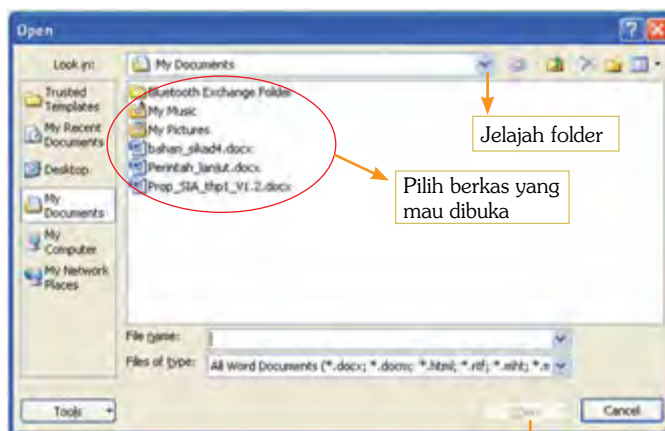 Open
Look in:
My Documents
Trusted Templates
My Recent Documents
Desktop
My Documents
My Computer
My Network Places
Bluetooth Exchange Folder
My Music
My Pictures
bahan_sikad4.docx
Perintah_lanjut.docx
Prop_SIA_thp1_V1.2.docx
Jelajah folder
Pilih berkas yang
mau dibuka
File name:
Files of type:
All Word Documents (*.docx; *.docm; *.html; *.rtf; *.mht; *.m
Tools
Open
Cancel